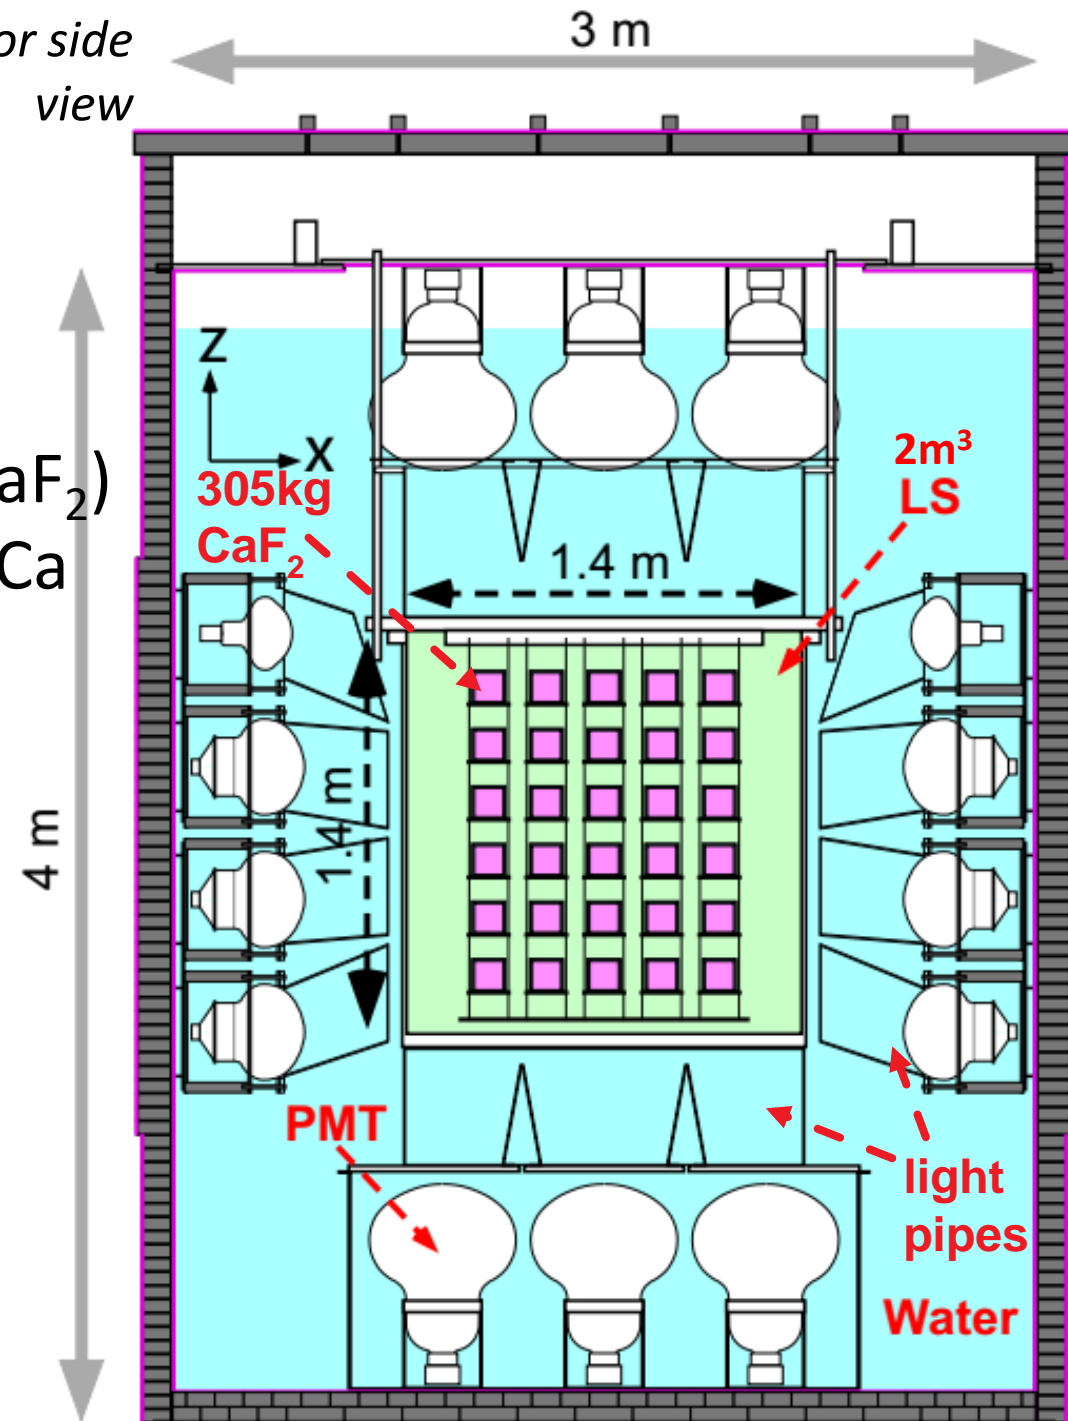 or side
view
3 m
Z
X
aF₂)
Ca
305kg
CaF₂
2m³
LS
1.4 m
1.4 m
4 m
PMT
light
pipes
Water